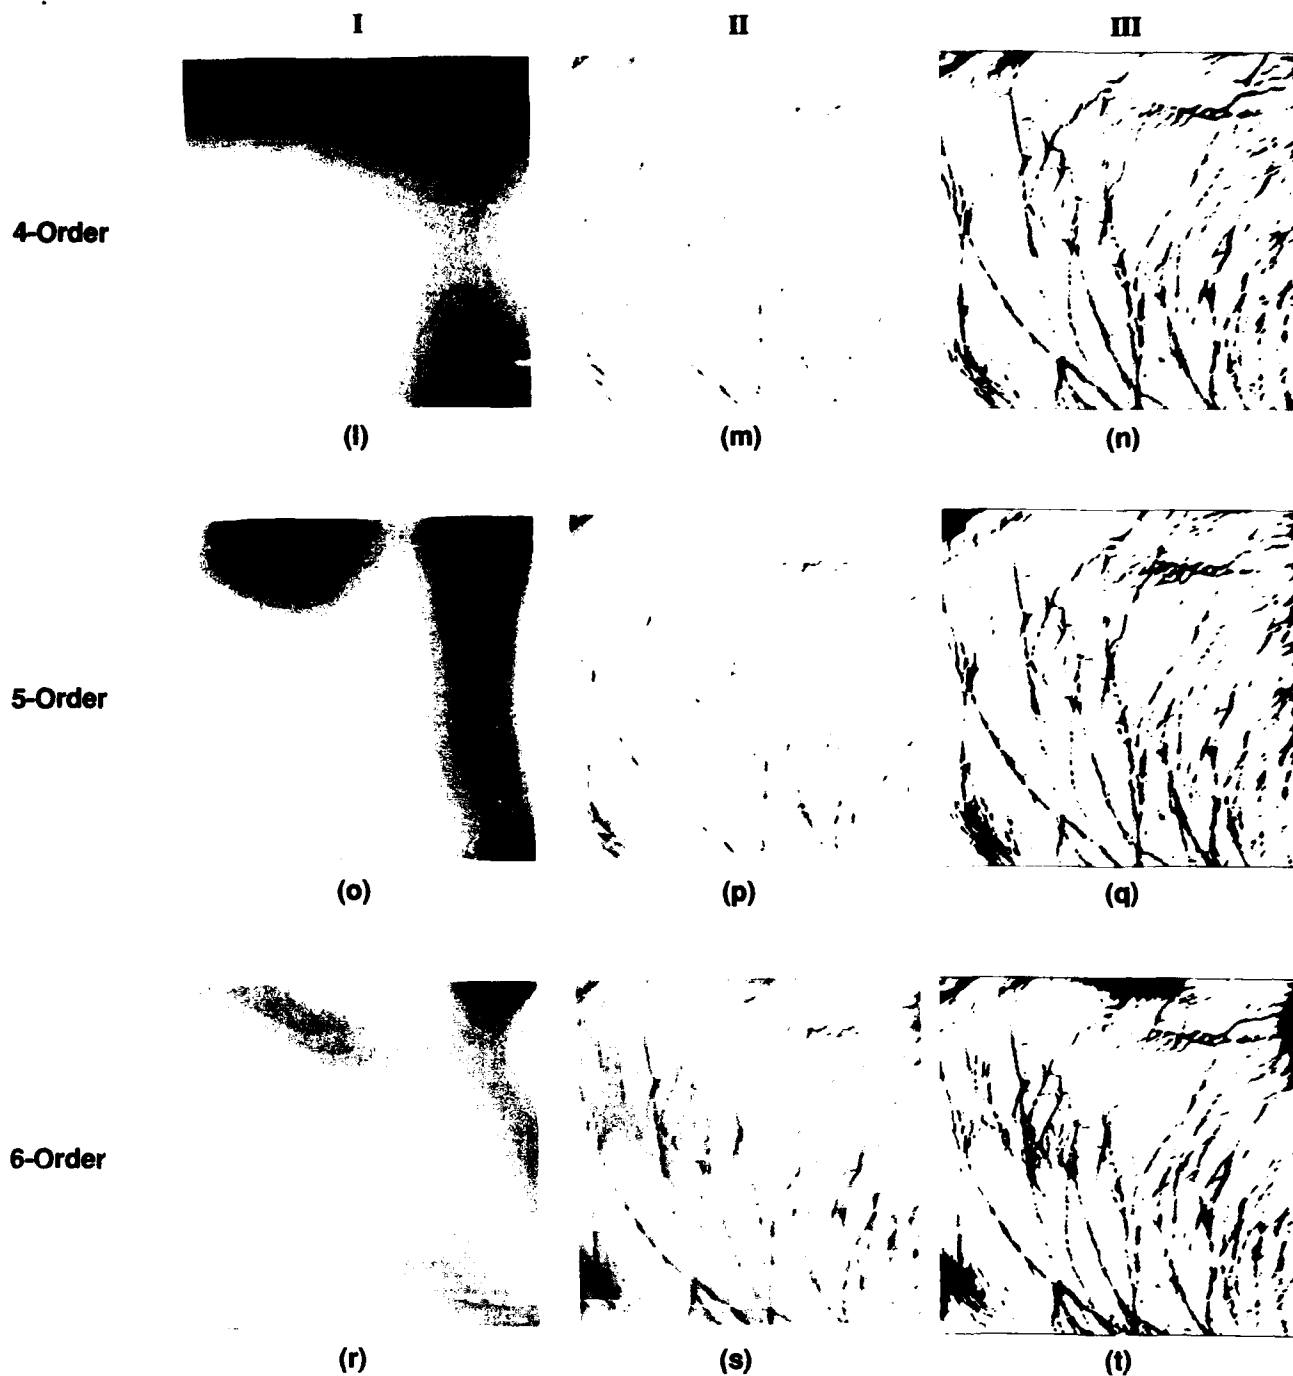 I II III
4-Order
(l) (m) (n)
5-Order
(o) (p) (q)
6-Order
(r) (s) (t)